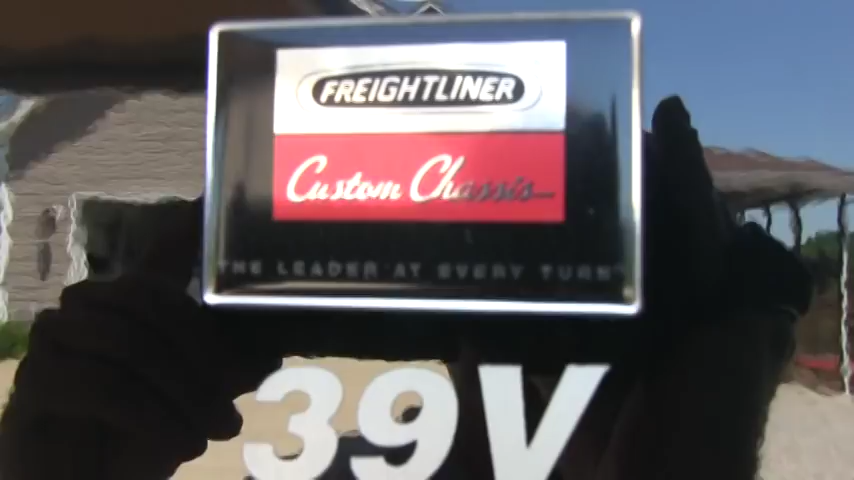 FREIGHTLINER
Custom Chassis
THE LEADER AT EVERY TURN
39V